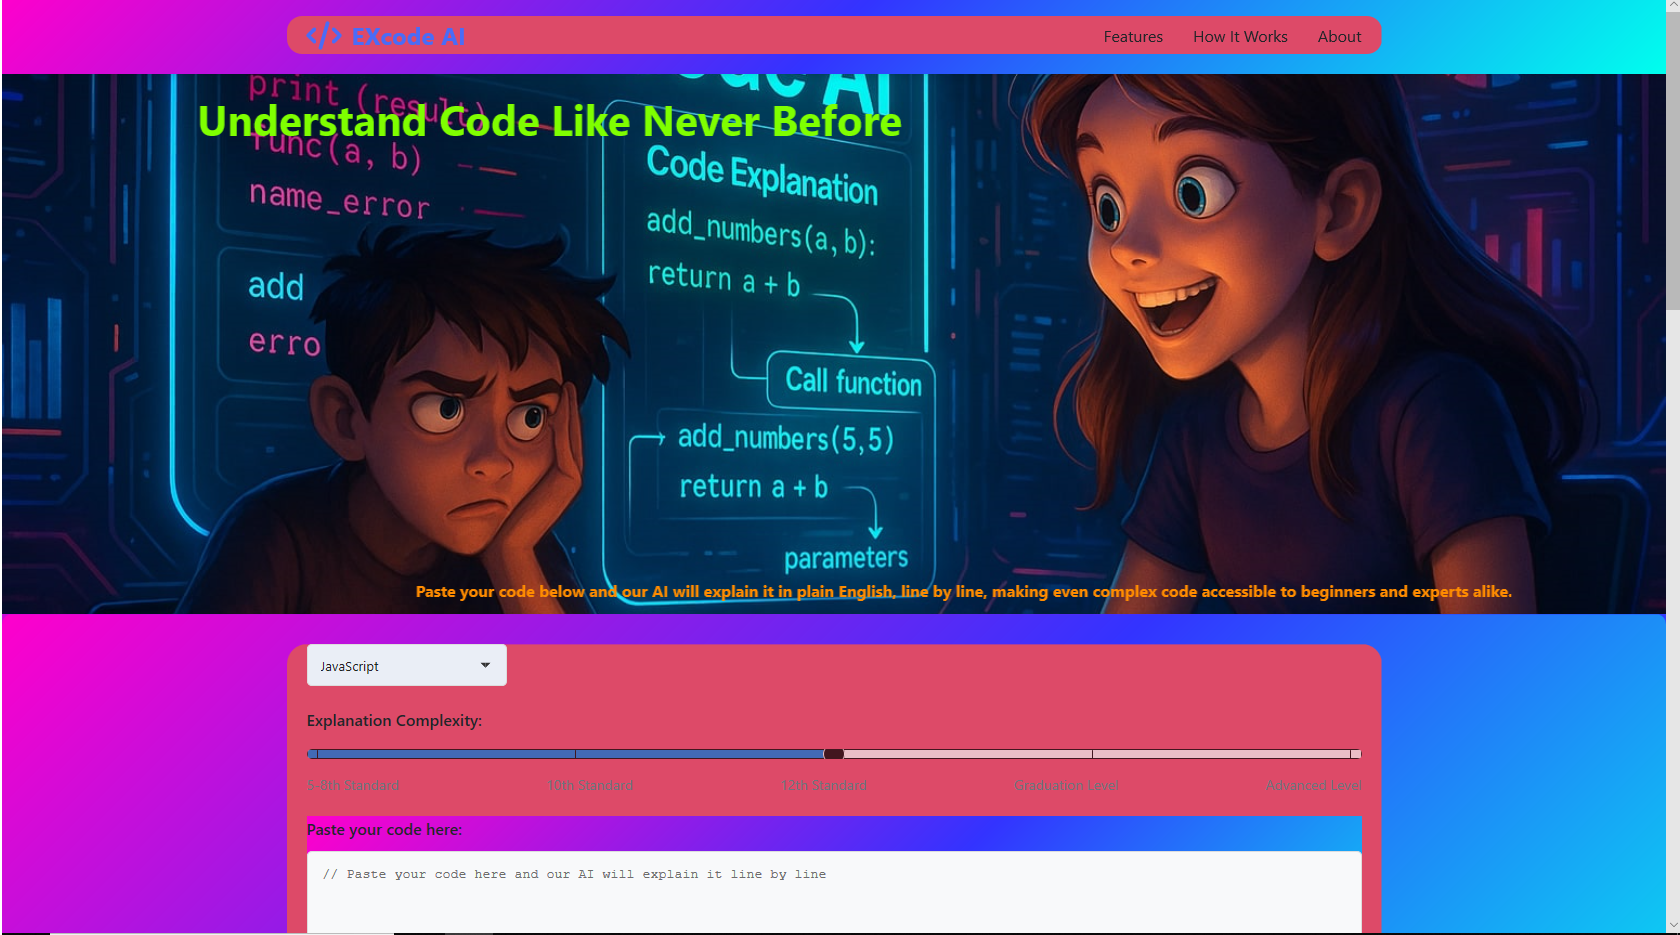 </> EXcode AI
Features How It Works About
print (result)
Understand Code Like Never Before
func(a, b)
name_error
add
erro
Code AI
Code Explanation
add_numbers(a, b):
return a + b
Call function
add_numbers(5,5)
return a + b
parameters
Paste your code below and our AI will explain it in plain English, line by line, making even complex code accessible to beginners and experts alike.
JavaScript
Explanation Complexity:
5-8th Standard 10th Standard 12th Standard Graduation Level Advanced Level
Paste your code here:
// Paste your code here and our AI will explain it line by line